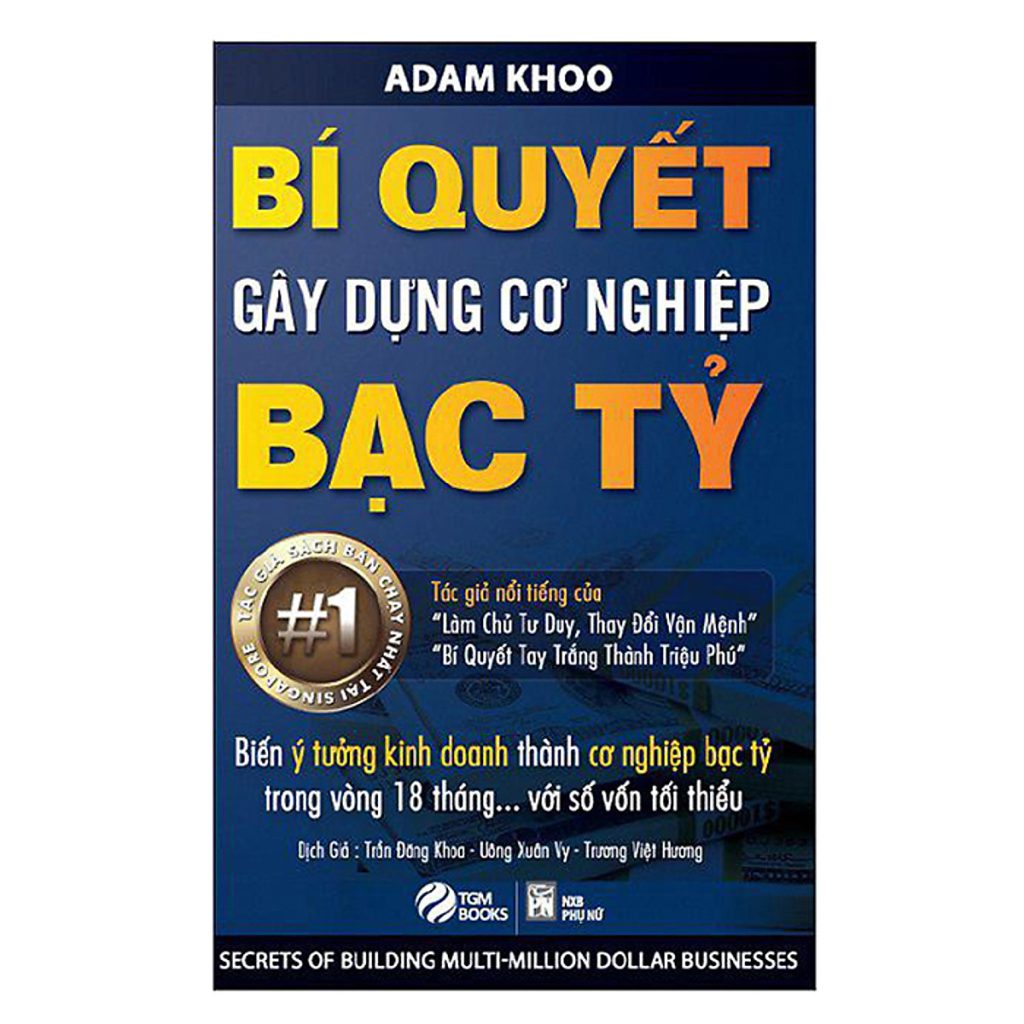 ADAM KHOO
BÍ QUYẾT
GÂY DỰNG CƠ NGHIỆP
BẠC TỶ
TÁC GIẢ SÁCH BÁN CHẠY NHẤT TẠI SINGAPORE
#1
Tác giả nổi tiếng của
"Làm Chủ Tư Duy, Thay Đổi Vận Mệnh"
"Bí Quyết Tay Trắng Thành Triệu Phú"
Biến ý tưởng kinh doanh thành cơ nghiệp bạc tỷ
trong vòng 18 tháng... với số vốn tối thiểu
Dịch Giả : Trần Đăng Khoa - Uông Xuân Vy - Trương Việt Hương
TGM
BOOKS
PN
NXB
PHỤ NỮ
SECRETS OF BUILDING MULTI-MILLION DOLLAR BUSINESSES